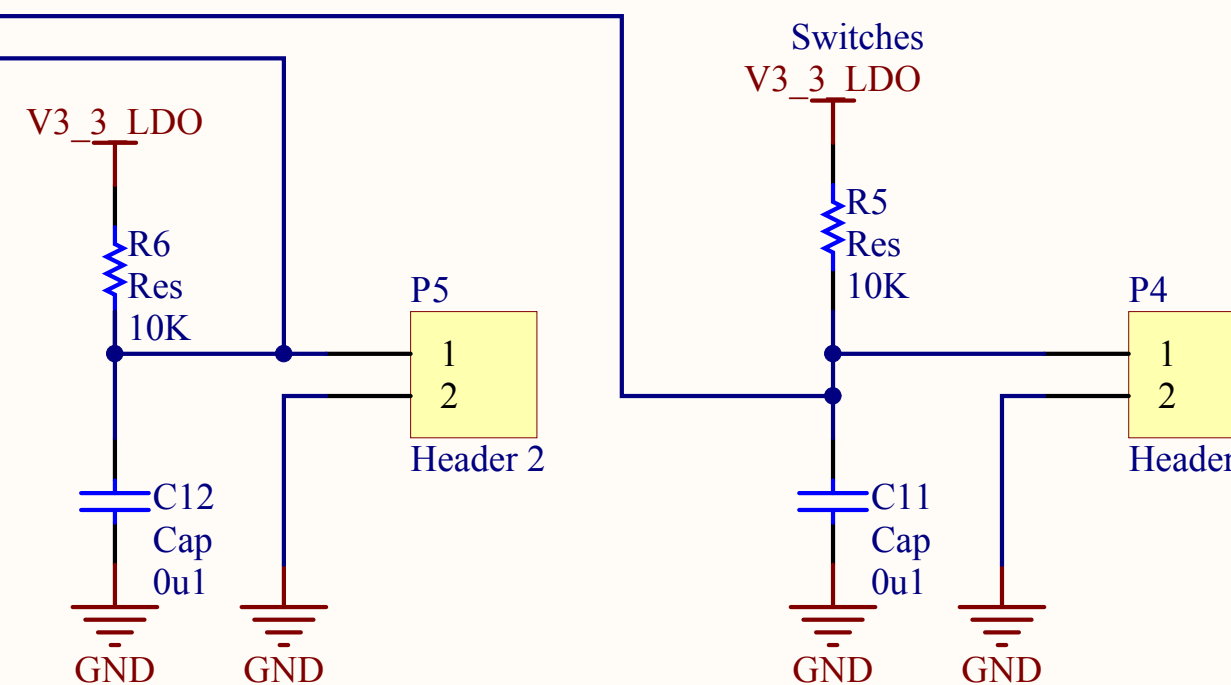 Switches
V3_3_LDO
V3_3_LDO
R6
Res
10K
P5
1
2
Header 2
C12
Cap
0u1
GND
GND
R5
Res
10K
P4
1
2
Header
C11
Cap
0u1
GND
GND